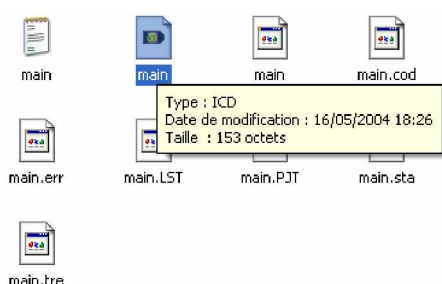 main
main
main
main.cod
Type : ICD
Date de modification : 16/05/2004 18:26
Taille : 153 octets
main.err
main.LST
main.PJT
main.sta
main.tre